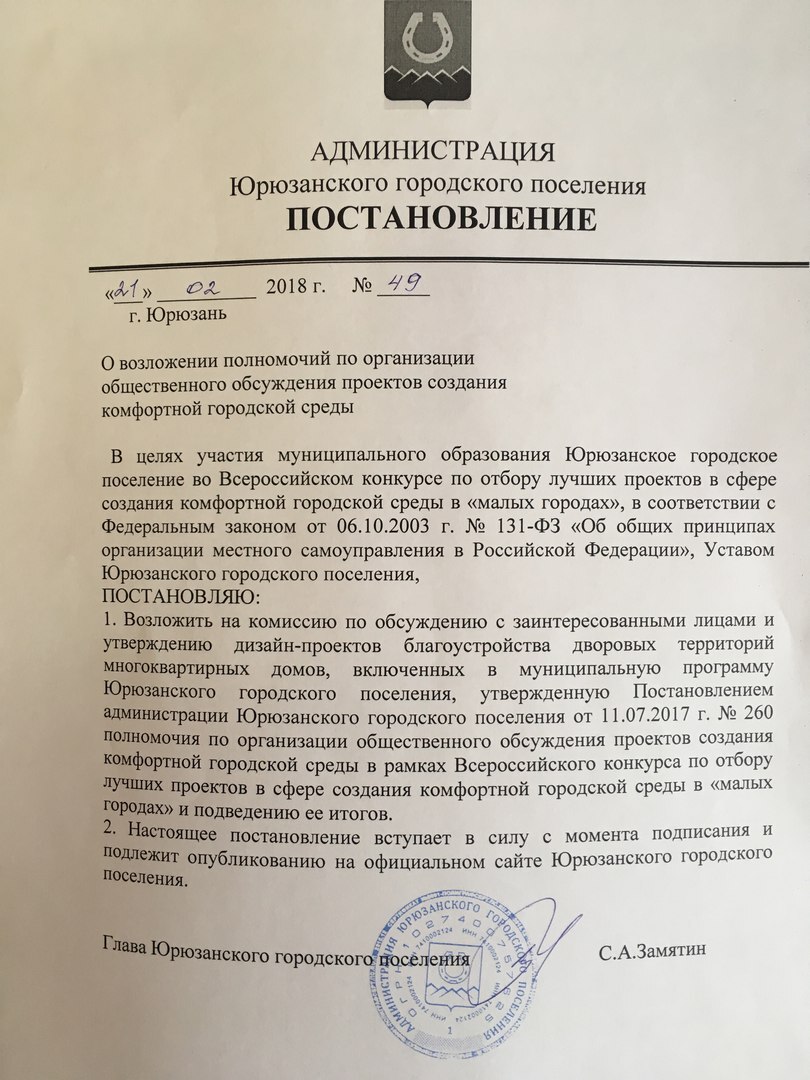 АДМИНИСТРАЦИЯ
Юрюзанского городского поселения
ПОСТАНОВЛЕНИЕ
«21» 02 2018 г. № 49
г. Юрюзань
О возложении полномочий по организации
общественного обсуждения проектов создания
комфортной городской среды
В целях участия муниципального образования Юрюзанское городское
поселение во Всероссийском конкурсе по отбору лучших проектов в сфере
создания комфортной городской среды в «малых городах», в соответствии с
Федеральным законом от 06.10.2003 г. № 131-ФЗ «Об общих принципах
организации местного самоуправления в Российской Федерации», Уставом
Юрюзанского городского поселения,
ПОСТАНОВЛЯЮ:
1. Возложить на комиссию по обсуждению с заинтересованными лицами и
утверждению дизайн-проектов благоустройства дворовых территорий
многоквартирных домов, включенных в муниципальную программу
Юрюзанского городского поселения, утвержденную Постановлением
администрации Юрюзанского городского поселения от 11.07.2017 г. № 260
полномочия по организации общественного обсуждения проектов создания
комфортной городской среды в рамках Всероссийского конкурса по отбору
лучших проектов в сфере создания комфортной городской среды в «малых
городах» и подведению ее итогов.
2. Настоящее постановление вступает в силу с момента подписания и
подлежит опубликованию на официальном сайте Юрюзанского городского
поселения.
Глава Юрюзанского городского поселения С.А.Замятин
АДМИНИСТРАЦИЯ ЮРЮЗАНСКОГО ГОРОДСКОГО ПОСЕЛЕНИЯ
ИНН 7410002124
1